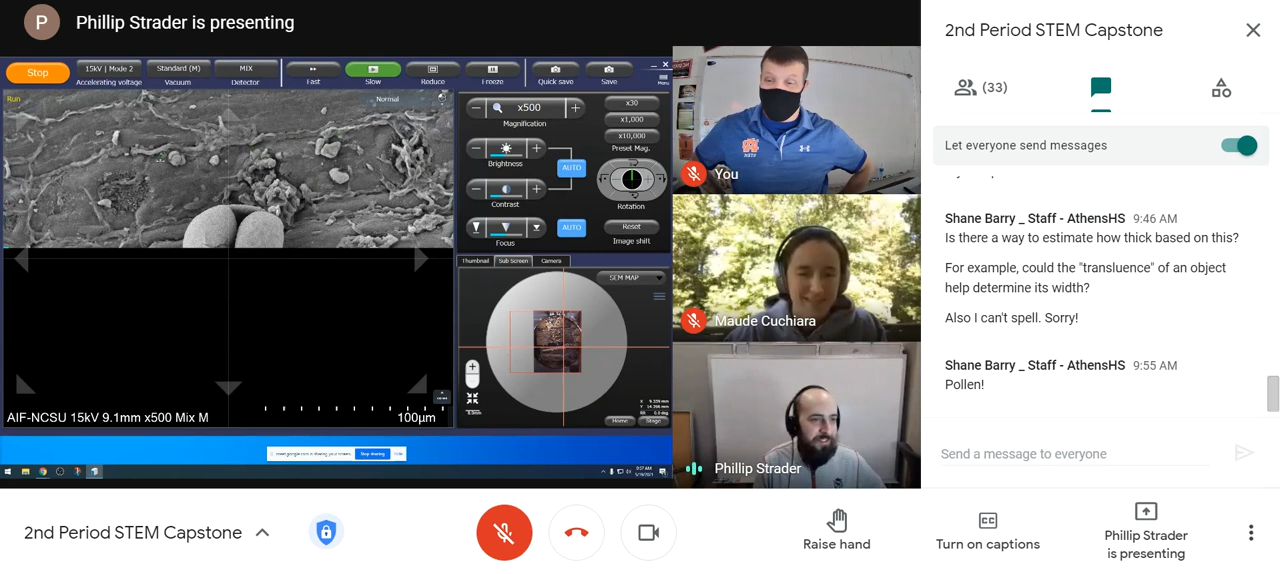 P
Phillip Strader is presenting
Stop
15kV | Mode 2
Accelerating voltage
Standard (M)
Vacuum
MIX
Detector
Fast
Slow
Reduce
Freeze
Quick save
Save
Menu
Run
Normal
x500
Magnification
x30
x1,000
x10,000
Preset Mag.
Brightness
AUTO
Contrast
Rotation
AUTO
Focus
Reset
Image shift
Thumbnail
Sub Screen
Camera
SEM MAP
Home
Stage
AIF-NCSU 15kV 9.1mm x500 Mix M
100µm
Stop sharing
Hide
You
Maude Cuchiara
Phillip Strader
2nd Period STEM Capstone
(33)
Let everyone send messages
Shane Barry _ Staff - AthensHS 9:46 AM
Is there a way to estimate how thick based on this?
For example, could the "transluence" of an object
help determine its width?
Also I can't spell. Sorry!
Shane Barry _ Staff - AthensHS 9:55 AM
Pollen!
Send a message to everyone
2nd Period STEM Capstone
Raise hand
Turn on captions
Phillip Strader
is presenting